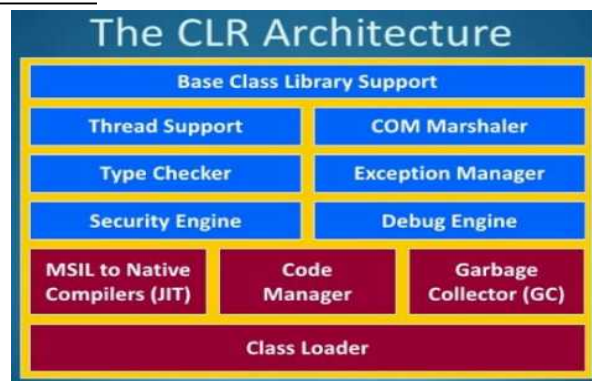 The CLR Architecture
Base Class Library Support
Thread Support
COM Marshaler
Type Checker
Exception Manager
Security Engine
Debug Engine
MSIL to Native
Compilers (JIT)
Code
Manager
Garbage
Collector (GC)
Class Loader